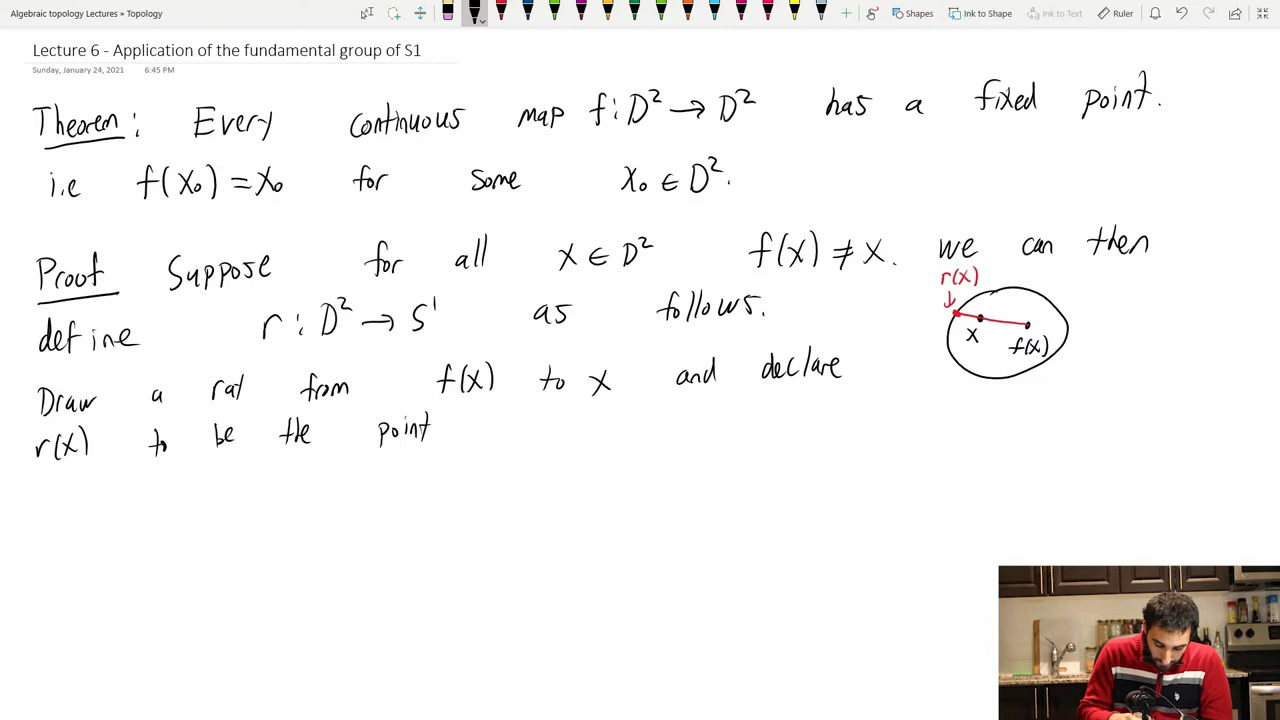 Algebraic topology Lectures » Topology
Shapes Ink to Shape Ink to Text Ruler
Lecture 6 - Application of the fundamental group of S1
Sunday, January 24, 2021 6:45 PM
Theorem: Every continuous map f: D² → D² has a fixed point.
i.e f(x₀) = x₀ for some x₀ ∈ D².
Proof Suppose for all x ∈ D² f(x) ≠ x. We can then
define r: D² → S¹ as follows.
r(x)
x
f(x)
Draw a rat from f(x) to x and declare
r(x) to be the point